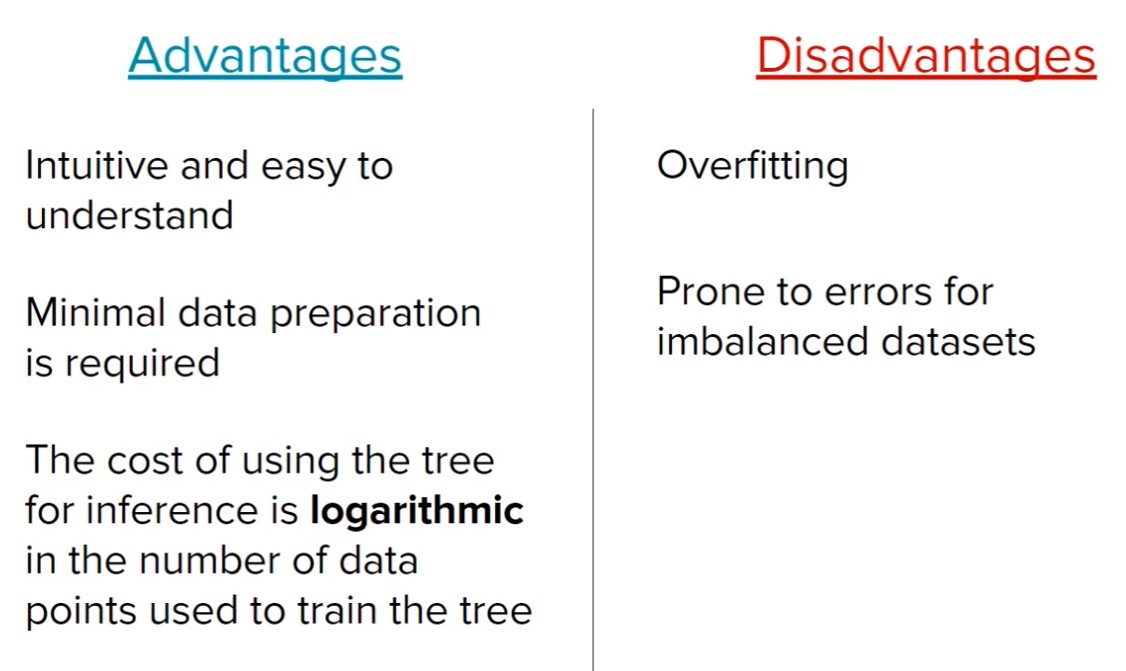 Advantages
Intuitive and easy to
understand
Minimal data preparation
is required
The cost of using the tree
for inference is logarithmic
in the number of data
points used to train the tree
Disadvantages
Overfitting
Prone to errors for
imbalanced datasets